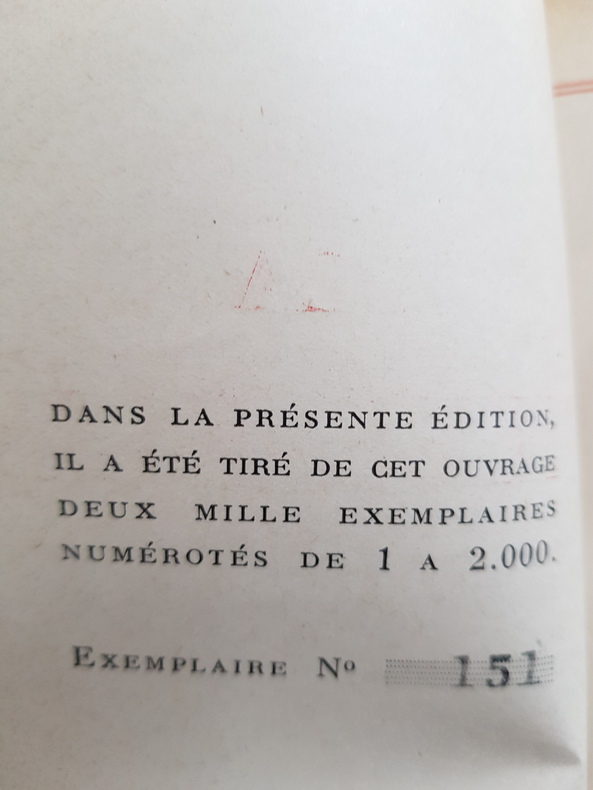 DANS LA PRÉSENTE ÉDITION,
IL A ÉTÉ TIRÉ DE CET OUVRAGE
DEUX MILLE EXEMPLAIRES
NUMÉROTÉS DE 1 A 2.000.
EXEMPLAIRE Nº 151